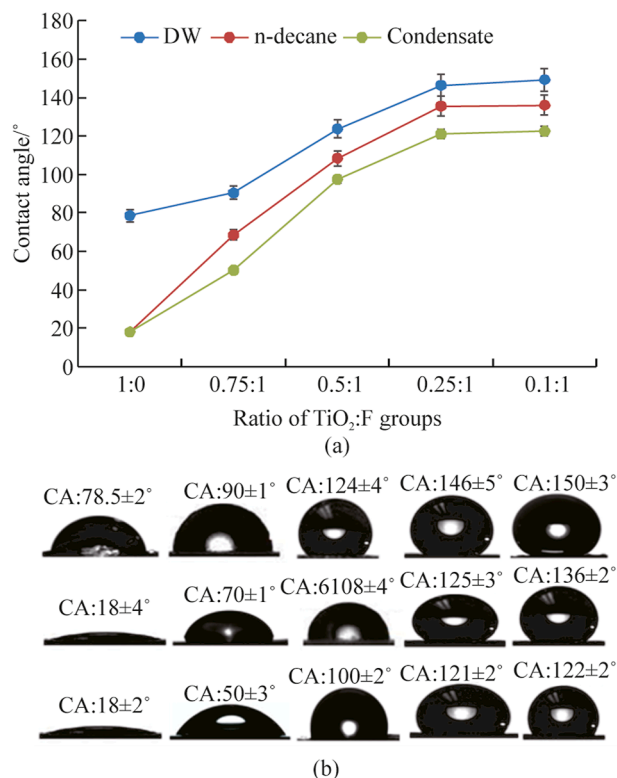 180
160
140
120
100
80
60
40
20
0
Contact angle/°
DW n-decane Condensate
1:0 0.75:1 0.5:1 0.25:1 0.1:1
Ratio of TiO₂:F groups
(a)
CA:78.5±2° CA:90±1° CA:124±4° CA:146±5° CA:150±3°
CA:18±4° CA:70±1° CA:6108±4° CA:125±3° CA:136±2°
CA:18±2° CA:50±3° CA:100±2° CA:121±2° CA:122±2°
(b)